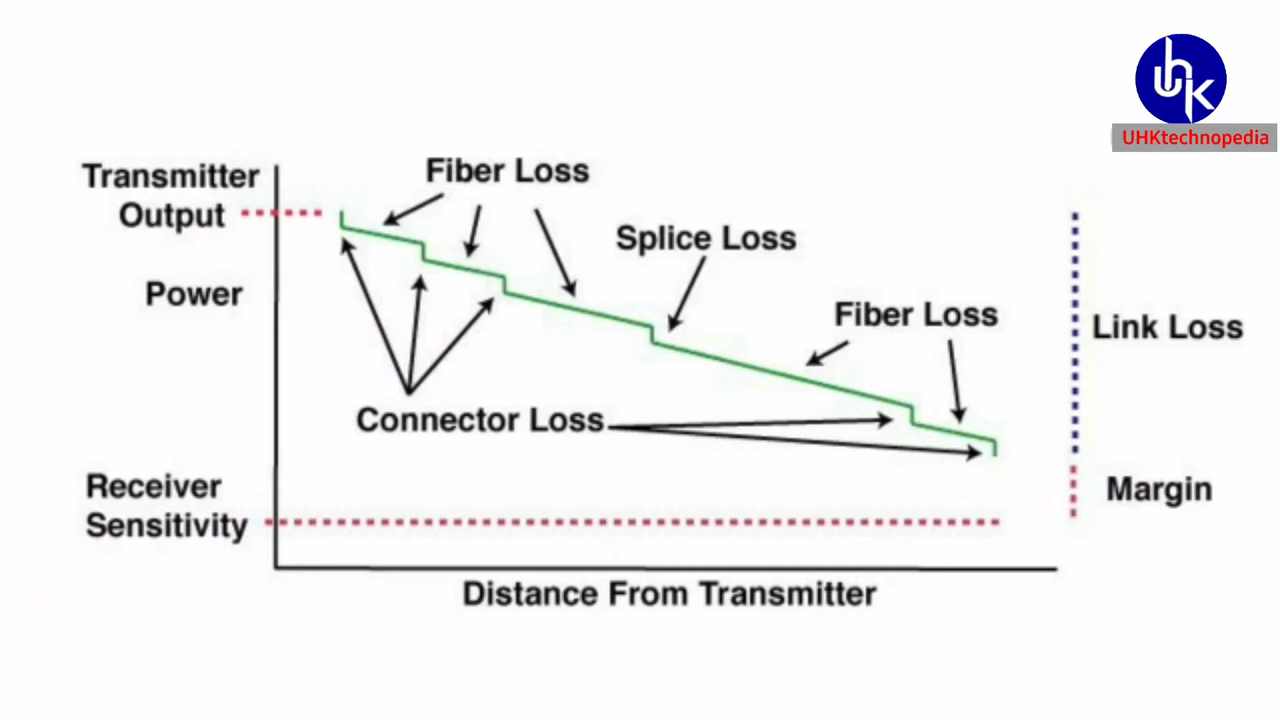 uhk
UHKtechnopedia
Transmitter
Output
Fiber Loss
Splice Loss
Power
Fiber Loss
Link Loss
Connector Loss
Receiver
Sensitivity
Margin
Distance From Transmitter